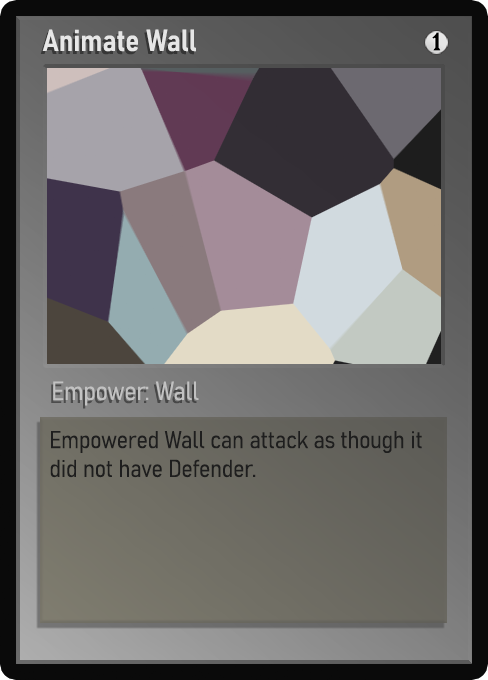 Animate Wall 1
Empower: Wall
Empowered Wall can attack as though it
did not have Defender.